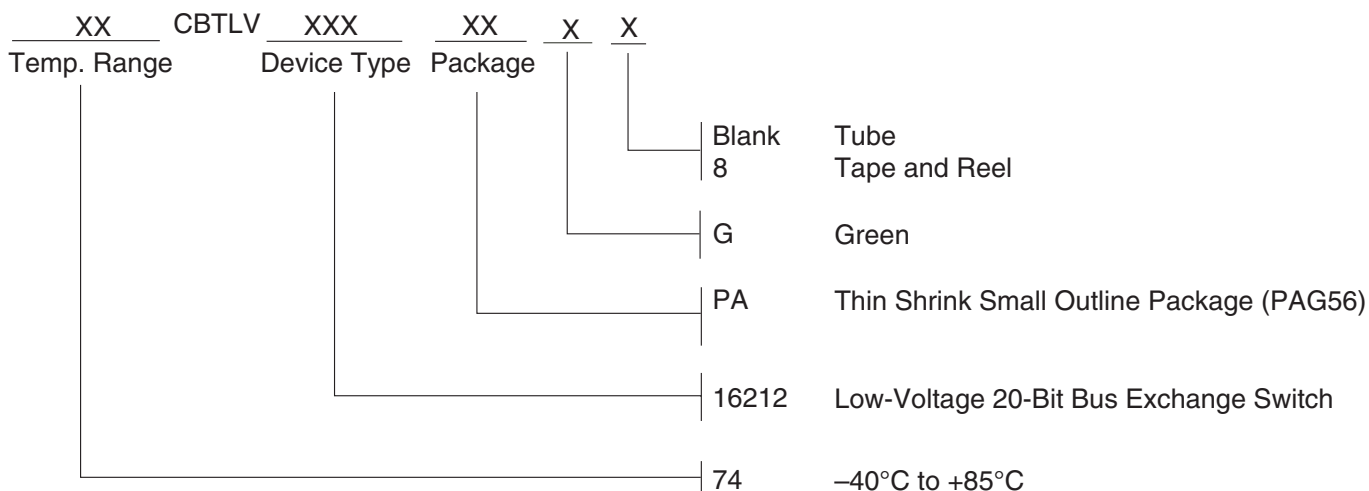 XX CBTLV XXX XX X X
Temp. Range Device Type Package
Blank Tube
8 Tape and Reel
G Green
PA Thin Shrink Small Outline Package (PAG56)
16212 Low-Voltage 20-Bit Bus Exchange Switch
74 –40°C to +85°C